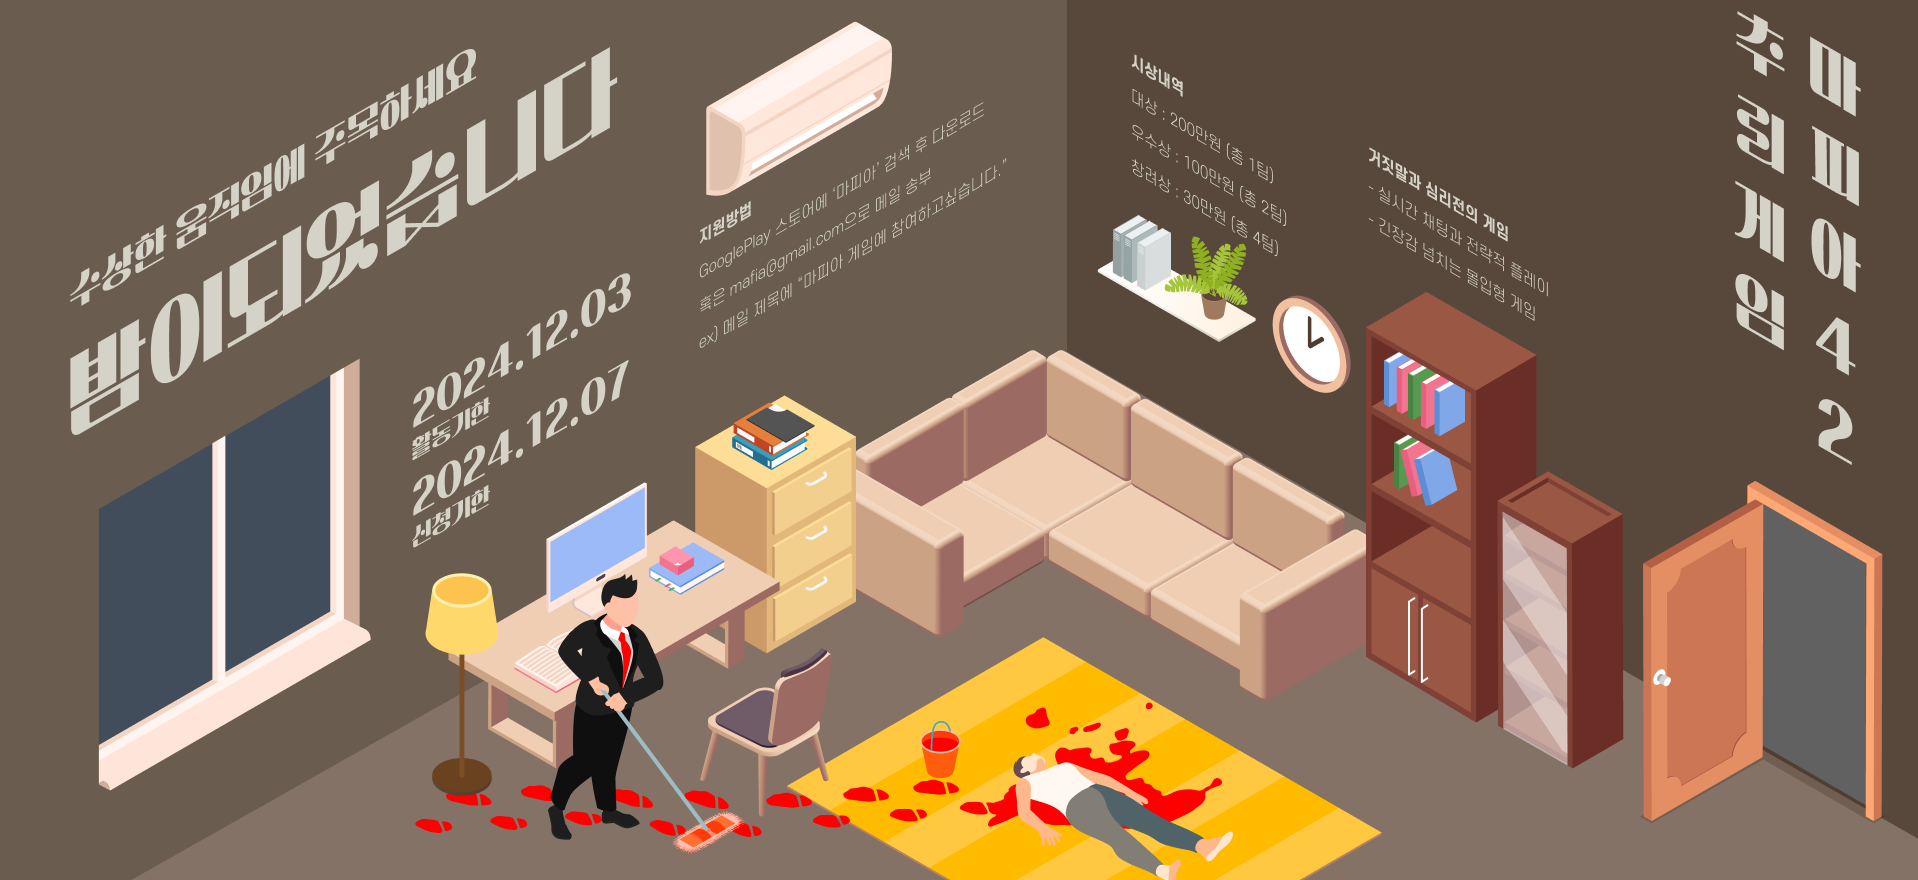 수상한 움직임에 주목하세요
밤이되었습니다
2024.12.03
활동기한
2024.12.07
신청기한
지원방법
GooglePlay 스토어에 '마피아' 검색 후 다운로드
혹은 mafia@gmail.com으로 메일 송부
ex) 메일 제목에 "마피아 게임에 참여하고싶습니다."
시상내역
대상 : 200만원 (총 1팀)
우수상 : 100만원 (총 2팀)
창려상 : 30만원 (총 4팀)
거짓말과 심리전의 게임
- 실시간 채팅과 전략적 플레이
- 긴장감 넘치는 몰입형 게임
마피아42
추리게임